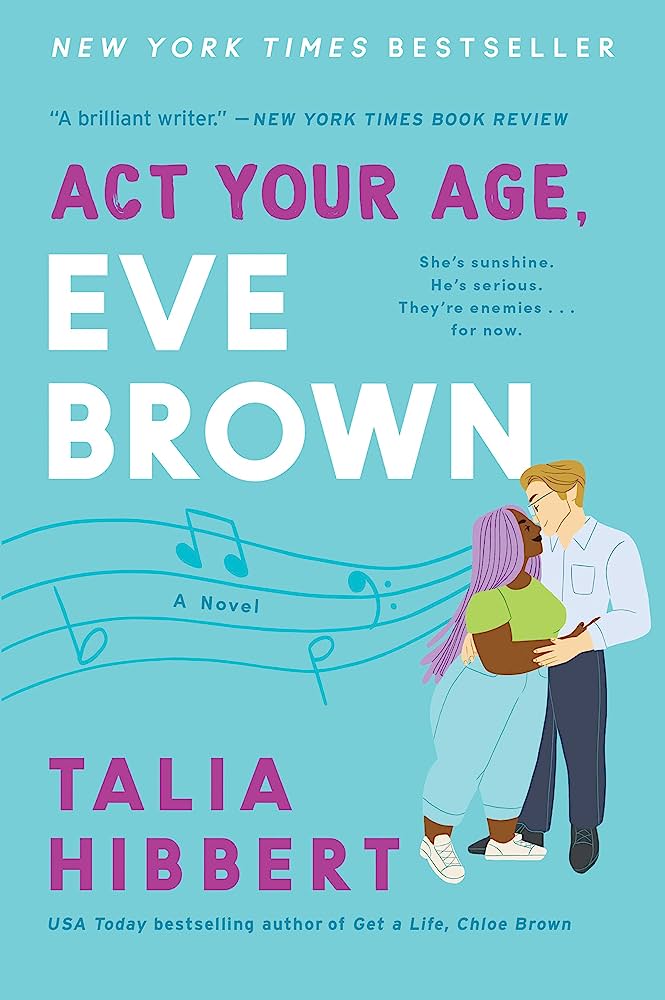 NEW YORK TIMES BESTSELLER
“A brilliant writer.” —NEW YORK TIMES BOOK REVIEW
ACT YOUR AGE,
EVE
BROWN
She’s sunshine.
He’s serious.
They’re enemies . . .
for now.
A Novel
TALIA
HIBBERT
USA Today bestselling author of Get a Life, Chloe Brown